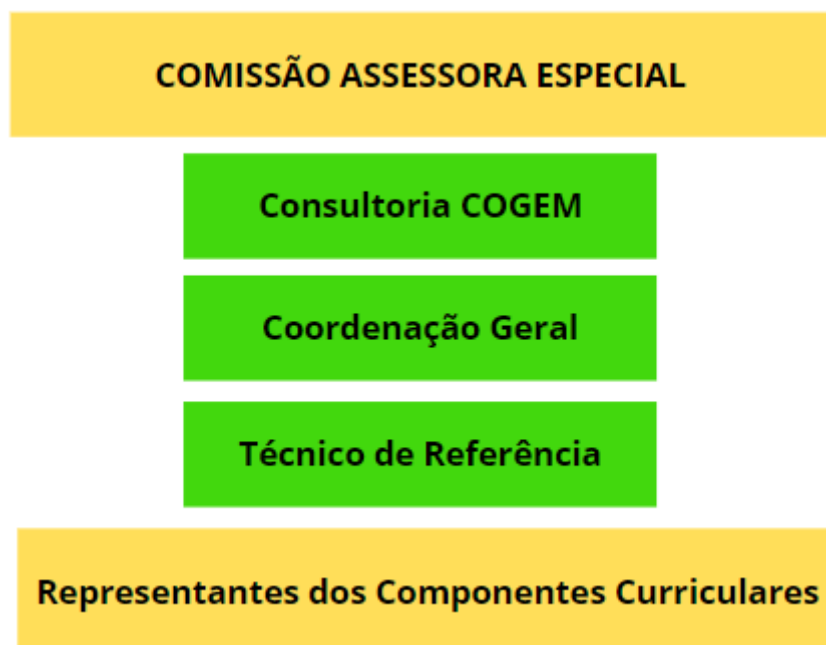 COMISSÃO ASSESSORA ESPECIAL
Consultoria COGEM
Coordenação Geral
Técnico de Referência
Representantes dos Componentes Curriculares